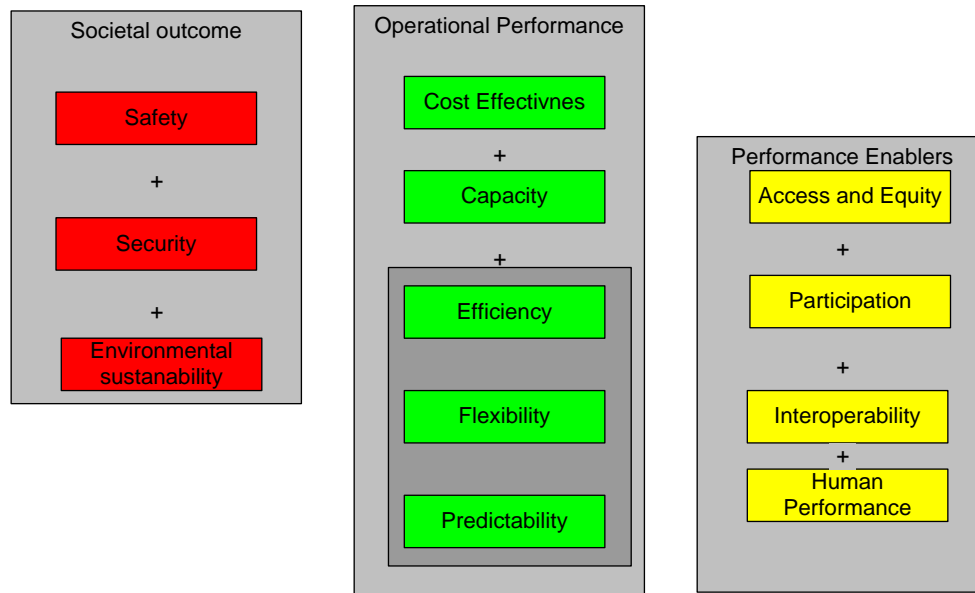 Societal outcome
Safety
+
Security
+
Environmental
sustanability
Operational Performance
Cost Effectivnes
+
Capacity
+
Efficiency
Flexibility
Predictability
Performance Enablers
Access and Equity
+
Participation
+
Interoperability
+
Human
Performance